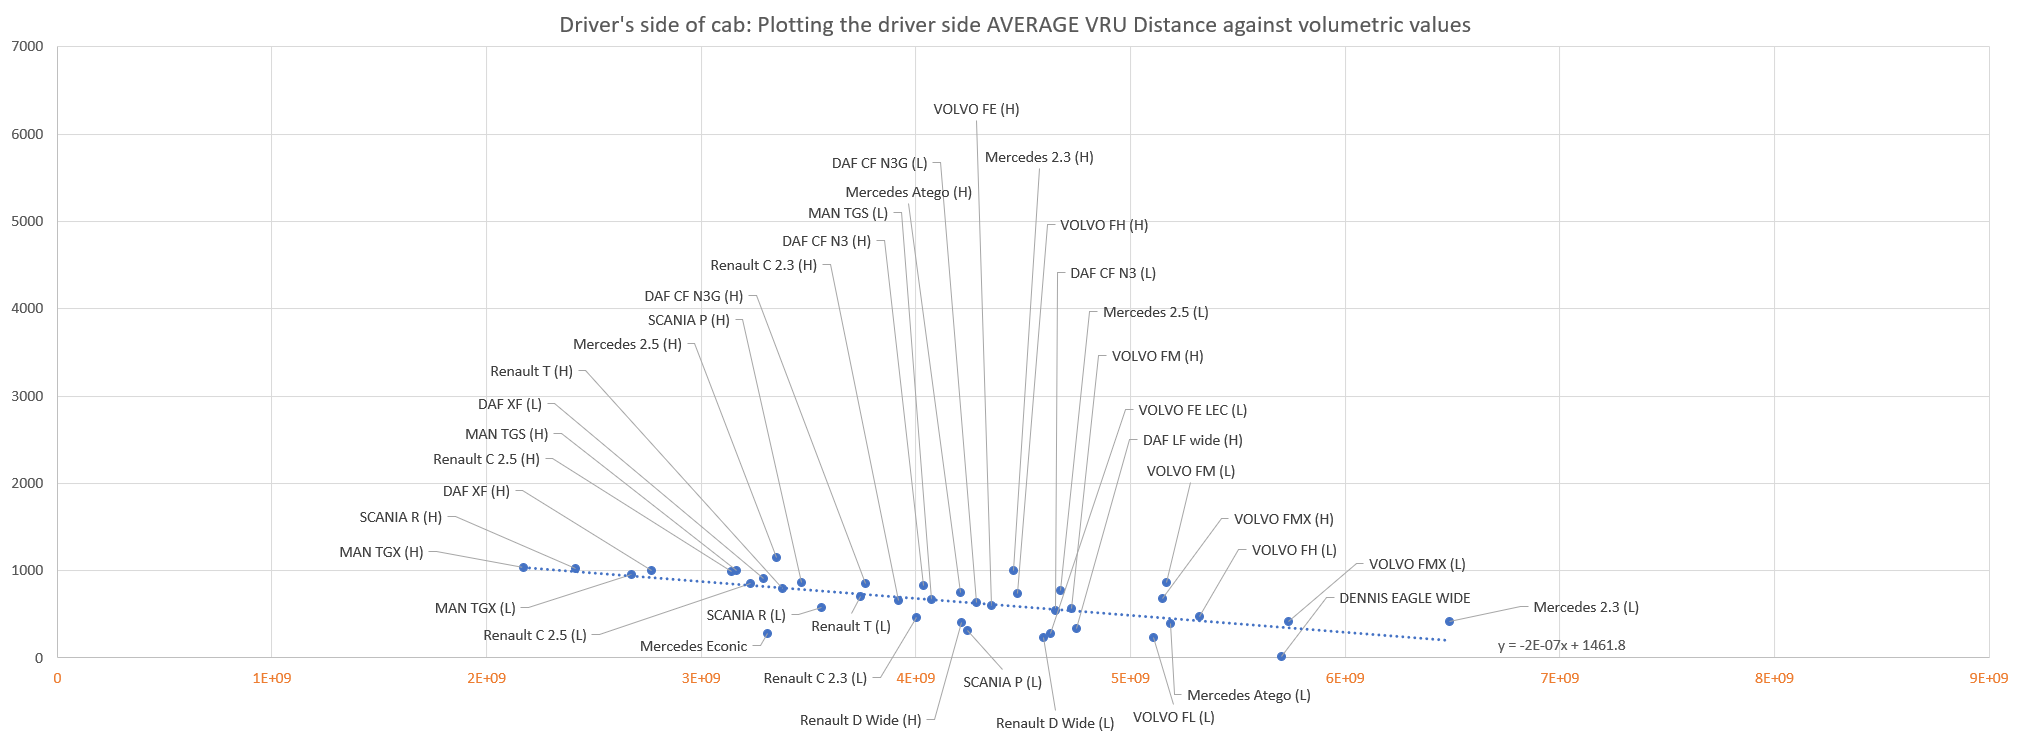 Driver's side of cab: Plotting the driver side AVERAGE VRU Distance against volumetric values
7000
6000
5000
4000
3000
2000
1000
0
VOLVO FE (H)
Mercedes 2.3 (H)
DAF CF N3G (L)
Mercedes Atego (H)
MAN TGS (L)
VOLVO FH (H)
DAF CF N3 (H)
Renault C 2.3 (H)
DAF CF N3 (L)
DAF CF N3G (H)
Mercedes 2.5 (L)
SCANIA P (H)
Mercedes 2.5 (H)
VOLVO FM (H)
Renault T (H)
DAF XF (L)
VOLVO FE LEC (L)
MAN TGS (H)
DAF LF wide (H)
Renault C 2.5 (H)
VOLVO FM (L)
DAF XF (H)
SCANIA R (H)
VOLVO FMX (H)
MAN TGX (H)
VOLVO FH (L)
VOLVO FMX (L)
DENNIS EAGLE WIDE
MAN TGX (L)
Mercedes 2.3 (L)
SCANIA R (L)
Renault T (L)
Renault C 2.5 (L)
Mercedes Econic
y = -2E-07x + 1461.8
Renault C 2.3 (L)
SCANIA P (L)
Mercedes Atego (L)
Renault D Wide (H)
Renault D Wide (L)
VOLVO FL (L)
0
1E+09
2E+09
3E+09
4E+09
5E+09
6E+09
7E+09
8E+09
9E+09